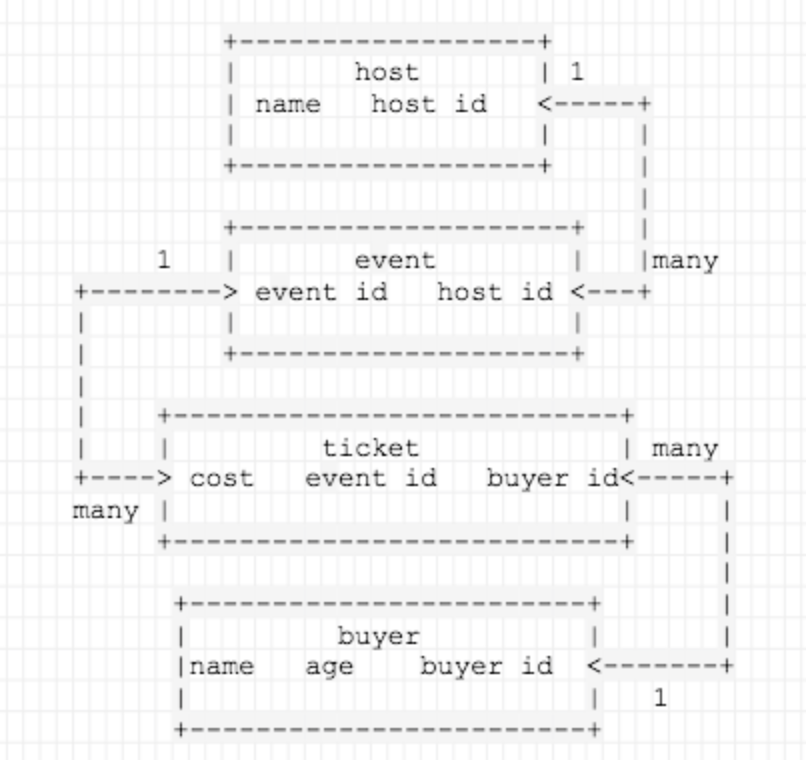 +-------------------+
| host | 1
| name host id <-----+
| | |
+-------------------+ |
|
+---------------------+ |
1 | event | |many
+--------> event id host id <---+
| | |
| +---------------------+
|
| +----------------------------+
| | ticket | many
+----> cost event id buyer id<-----+
many | | |
+----------------------------+ |
|
+-------------------------+ |
| buyer | |
|name age buyer id <-------+
| | 1
+-------------------------+